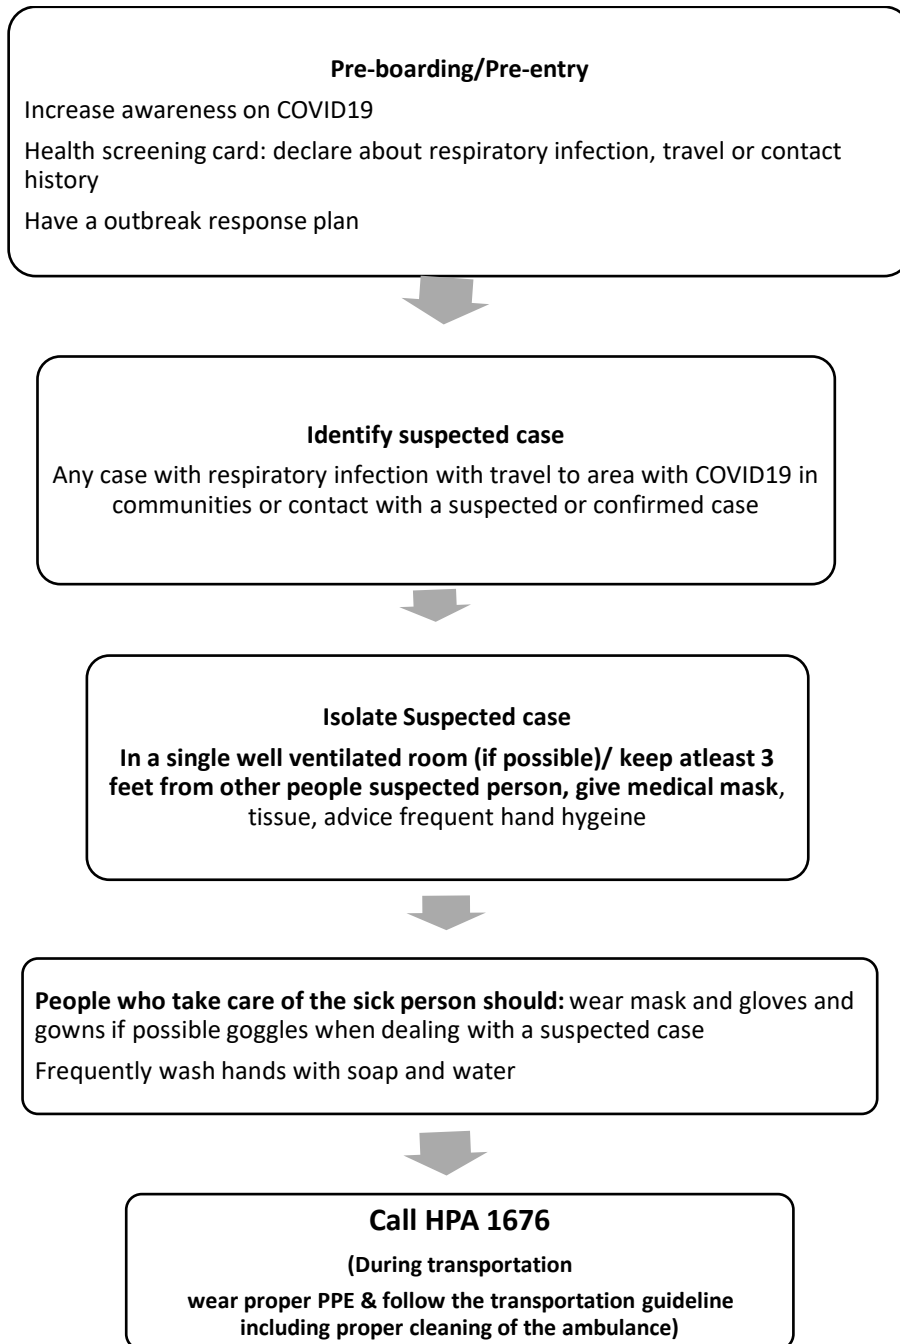 Pre-boarding/Pre-entry
Increase awareness on COVID19
Health screening card: declare about respiratory infection, travel or contact
history
Have a outbreak response plan
Identify suspected case
Any case with respiratory infection with travel to area with COVID19 in
communities or contact with a suspected or confirmed case
Isolate Suspected case
In a single well ventilated room (if possible)/ keep atleast 3
feet from other people suspected person, give medical mask,
tissue, advice frequent hand hygeine
People who take care of the sick person should: wear mask and gloves and
gowns if possible goggles when dealing with a suspected case
Frequently wash hands with soap and water
Call HPA 1676
(During transportation
wear proper PPE & follow the transportation guideline
including proper cleaning of the ambulance)